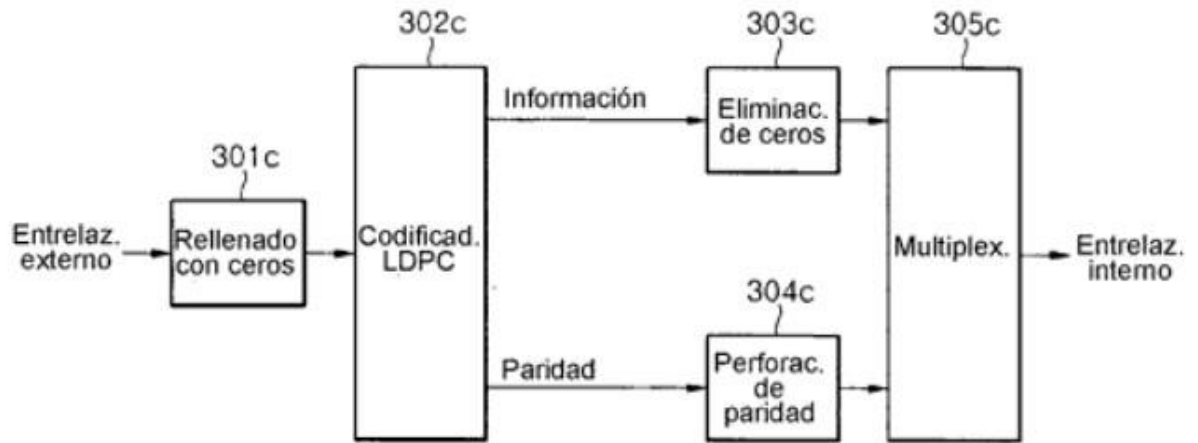 302c
303c
305c
Información
Eliminac.
de ceros
301c
Entrelaz.
externo
Rellenado
con ceros
Codificad.
LDPC
Multiplex.
Entrelaz.
interno
304c
Paridad
Perforac.
de
paridad